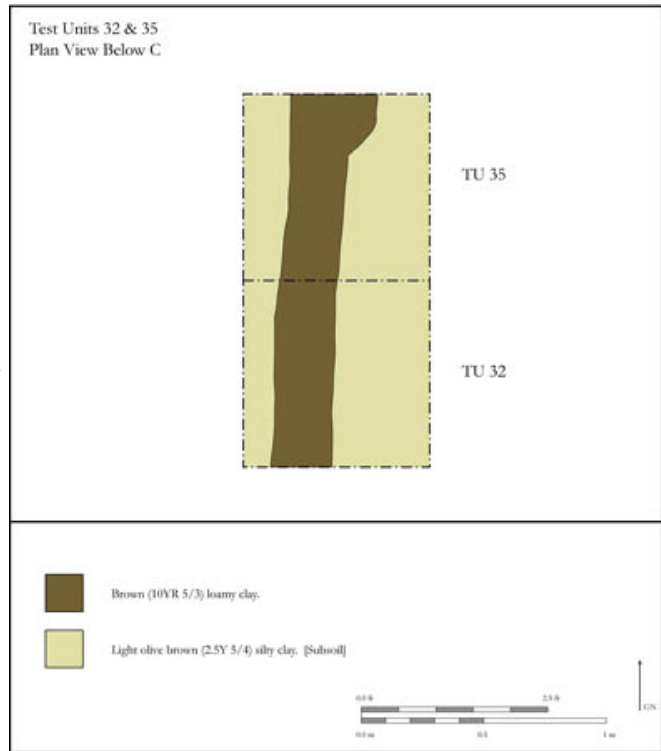 Test Units 32 & 35
Plan View Below C
TU 35
TU 32
Brown (10YR 5/3) loamy clay.
Light olive brown (2.5Y 5/4) silty clay.  [Subsoil]
0.0 ft 2.5 ft
GN
0.0 m 0.5 1 m